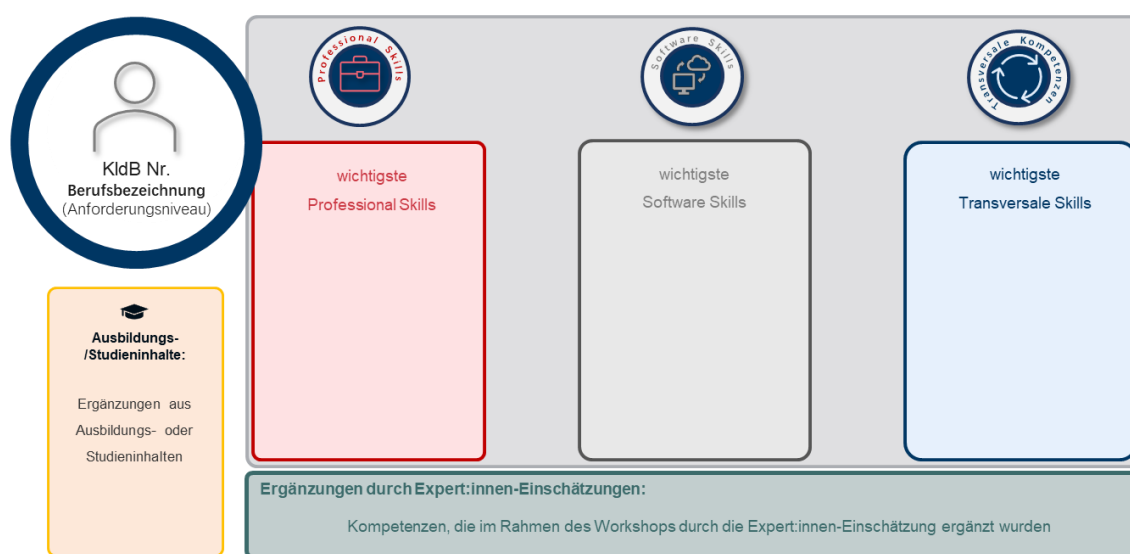 KldB Nr.
Berufsbezeichnung
(Anforderungsniveau)
Ausbildungs-
/Studieninhalte:
Ergänzungen aus
Ausbildungs- oder
Studieninhalten
Professional Skills
wichtigste
Professional Skills
Software Skills
wichtigste
Software Skills
Transversale Kompetenzen
wichtigste
Transversale Skills
Ergänzungen durch Expert:innen-Einschätzungen:
Kompetenzen, die im Rahmen des Workshops durch die Expert:innen-Einschätzung ergänzt wurden